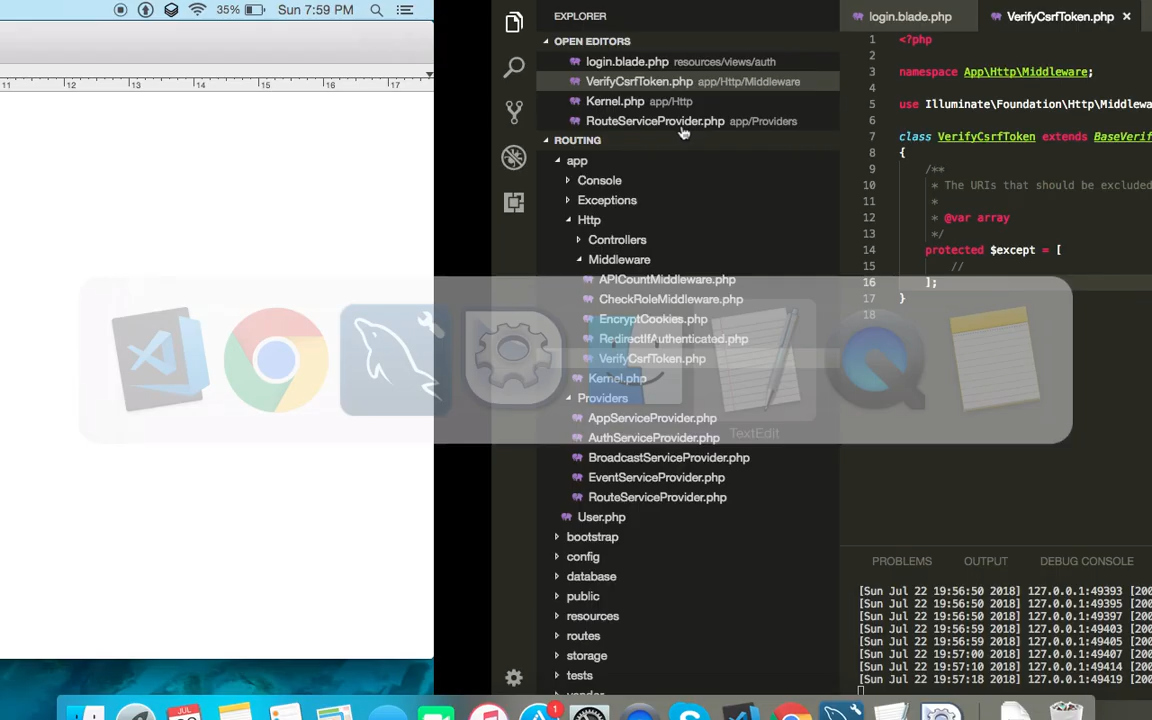 35%
Sun 7:59 PM
11 12 13 14 15 16 17
EXPLORER
OPEN EDITORS
login.blade.php resources/views/auth
VerifyCsrfToken.php app/Http/Middleware
Kernel.php app/Http
RouteServiceProvider.php app/Providers
ROUTING
app
Console
Exceptions
Http
Controllers
Middleware
APICountMiddleware.php
CheckRoleMiddleware.php
EncryptCookies.php
RedirectIfAuthenticated.php
VerifyCsrfToken.php
Kernel.php
Providers
AppServiceProvider.php
AuthServiceProvider.php
BroadcastServiceProvider.php
EventServiceProvider.php
RouteServiceProvider.php
User.php
bootstrap
config
database
public
resources
routes
storage
tests
vendor
TextEdit
login.blade.php
VerifyCsrfToken.php ×
1 <?php
2
3 namespace App\Http\Middleware;
4
5 use Illuminate\Foundation\Http\Middlewa
6
7 class VerifyCsrfToken extends BaseVerif
8 {
9 /**
10 * The URIs that should be excluded
11 *
12 * @var array
13 */
14 protected $except = [
15 //
16 ];
17 }
18
PROBLEMS OUTPUT DEBUG CONSOLE
[Sun Jul 22 19:56:50 2018] 127.0.0.1:49393 [200
[Sun Jul 22 19:56:50 2018] 127.0.0.1:49395 [200
[Sun Jul 22 19:56:50 2018] 127.0.0.1:49397 [200
[Sun Jul 22 19:56:59 2018] 127.0.0.1:49403 [200
[Sun Jul 22 19:56:59 2018] 127.0.0.1:49405 [200
[Sun Jul 22 19:57:00 2018] 127.0.0.1:49407 [200
[Sun Jul 22 19:57:10 2018] 127.0.0.1:49414 [200
[Sun Jul 22 19:57:18 2018] 127.0.0.1:49419 [200
JUL
1